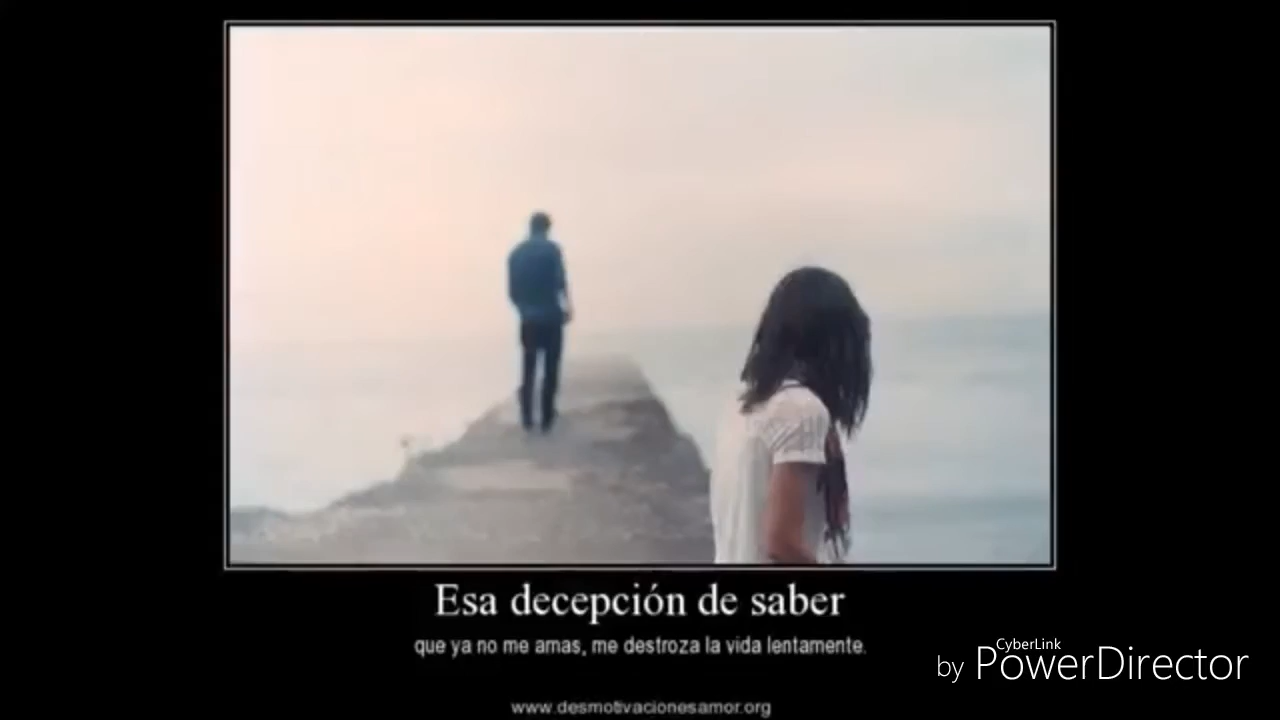 Esa decepción de saber
que ya no me amas, me destroza la vida lentamente.
CyberLink
by PowerDirector
www.desmotivacionesamor.org